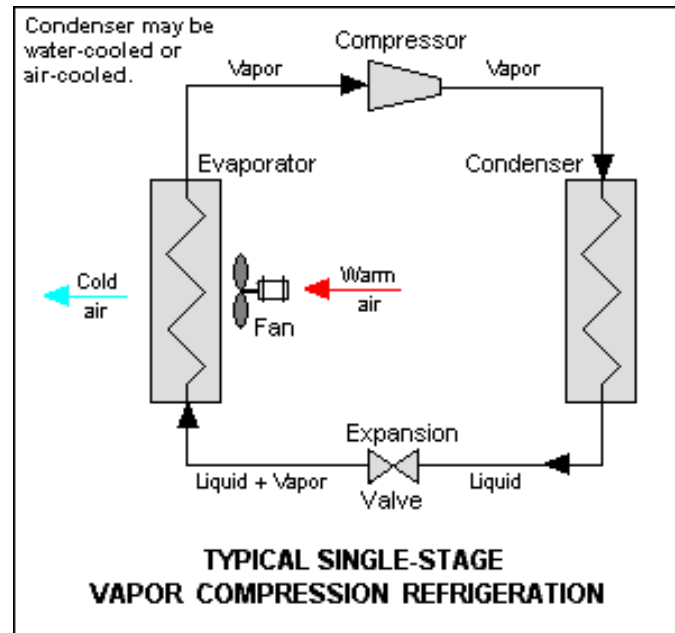 Condenser may be
water-cooled or
air-cooled.
Compressor
Vapor
Vapor
Evaporator
Condenser
Cold
air
Warm
air
Fan
Expansion
Valve
Liquid + Vapor
Liquid
TYPICAL SINGLE-STAGE
VAPOR COMPRESSION REFRIGERATION